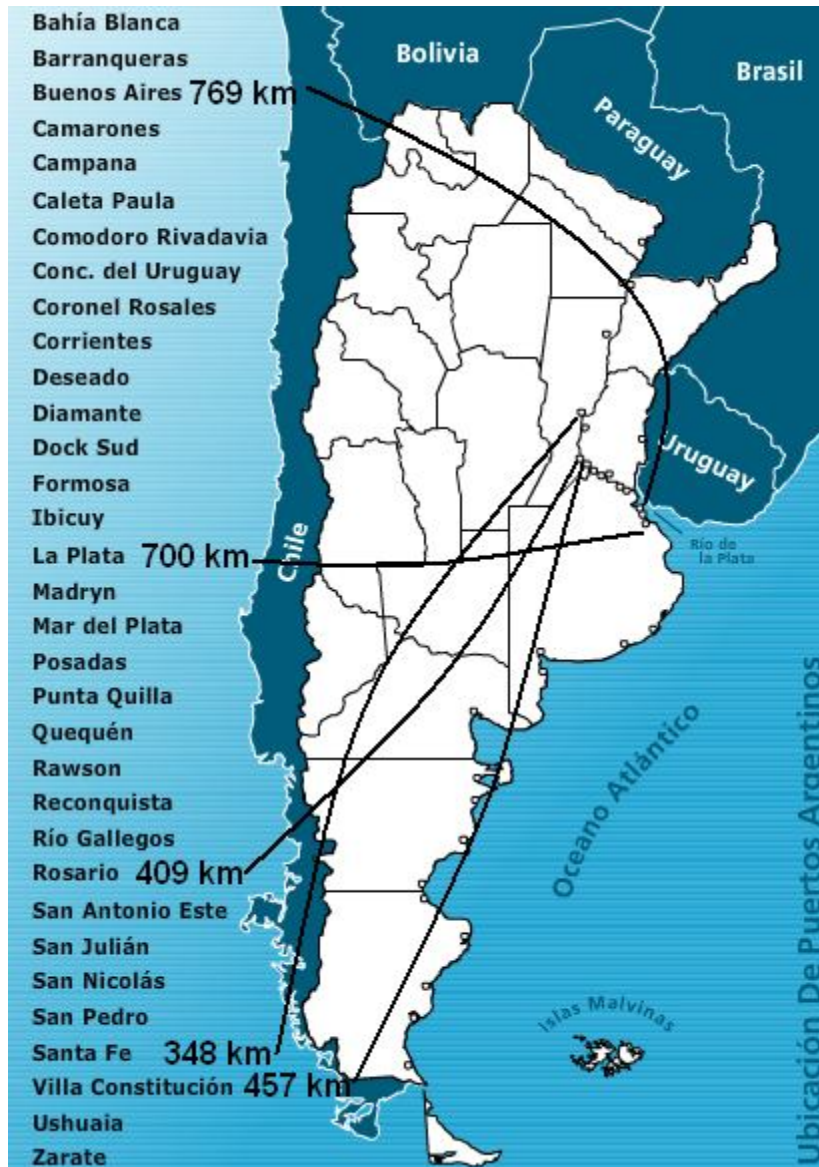 Bahía Blanca
Barranqueras
Buenos Aires 769 km
Camarones
Campana
Caleta Paula
Comodoro Rivadavia
Conc. del Uruguay
Coronel Rosales
Corrientes
Deseado
Diamante
Dock Sud
Formosa
Ibicuy
La Plata 700 km
Madryn
Mar del Plata
Posadas
Punta Quilla
Quequén
Rawson
Reconquista
Río Gallegos
Rosario 409 km
San Antonio Este
San Julián
San Nicolás
San Pedro
Santa Fe 348 km
Villa Constitución 457 km
Ushuaia
Zarate
Bolivia
Brasil
Paraguay
Uruguay
Chile
Río de
la Plata
Oceano Atlántico
Islas Malvinas
Ubicación De Puertos Argentinos